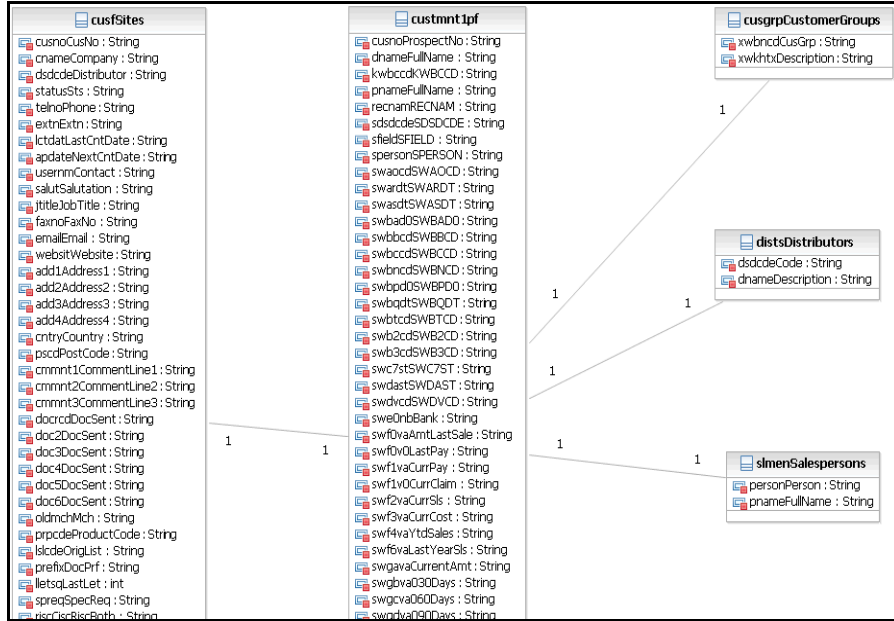 cusfSites
cusnoCusNo : String
cnameCompany : String
dsdcdeDistributor : String
statusSts : String
telnoPhone : String
extnExtn : String
lctdatLastCntDate : String
apdateNextCntDate : String
usernmContact : String
salutSalutation : String
jtitleJobTitle : String
faxnoFaxNo : String
emailEmail : String
websitWebsite : String
add1Address1 : String
add2Address2 : String
add3Address3 : String
add4Address4 : String
cntryCountry : String
pscdPostCode : String
cmmnt1CommentLine1 : String
cmmnt2CommentLine2 : String
cmmnt3CommentLine3 : String
docrcdDocSent : String
doc2DocSent : String
doc3DocSent : String
doc4DocSent : String
doc5DocSent : String
doc6DocSent : String
oldmchMch : String
prpcdeProductCode : String
lslcdeOrigList : String
prefixDocPrf : String
lletsqLastLet : int
spreqSpecReq : String
riscCiscRiscBoth : String
1
1
custmnt1pf
cusnoProspectNo : String
dnameFullName : String
kwbccdKWBCCD : String
pnameFullName : String
recnamRECNAM : String
sdsdcdeSDSDCDE : String
sfieldSFIELD : String
spersonSPERSON : String
swaocdSWAOCD : String
swardtSWARDT : String
swasdtSWASDT : String
swbad0SWBAD0 : String
swbbcdSWBBCD : String
swbccdSWBCCD : String
swbncdSWBNCD : String
swbpd0SWBPD0 : String
swbqdtSWBQDT : String
swbtcdSWBTCD : String
swb2cdSWB2CD : String
swb3cdSWB3CD : String
swc7stSWC7ST : String
swdastSWDAST : String
swdvcdSWDVCD : String
swe0nbBank : String
swf0vaAmtLastSale : String
swf0v0LastPay : String
swf1vaCurrPay : String
swf1v0CurrClaim : String
swf2vaCurrSls : String
swf3vaCurrCost : String
swf4vaYtdSales : String
swf6vaLastYearSls : String
swgavaCurrentAmt : String
swgbva030Days : String
swgcva060Days : String
swgdva090Days : String
cusgrpCustomerGroups
xwbncdCusGrp : String
xwkhtxDescription : String
1
1
distsDistributors
dsdcdeCode : String
dnameDescription : String
1
1
slmenSalespersons
personPerson : String
pnameFullName : String
1
1